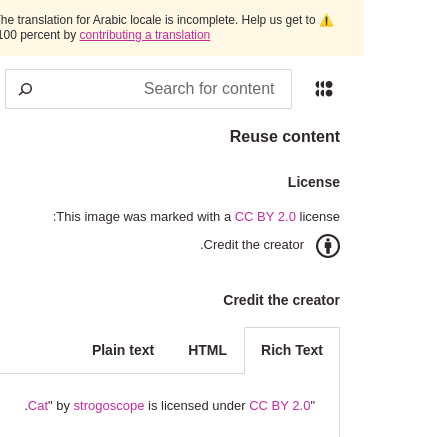 The translation for Arabic locale is incomplete. Help us get to ⚠️
100 percent by contributing a translation
Search for content
Reuse content
License
:This image was marked with a CC BY 2.0 license
.Credit the creator
Credit the creator
Rich Text HTML Plain text
.Cat" by strogoscope is licensed under CC BY 2.0"